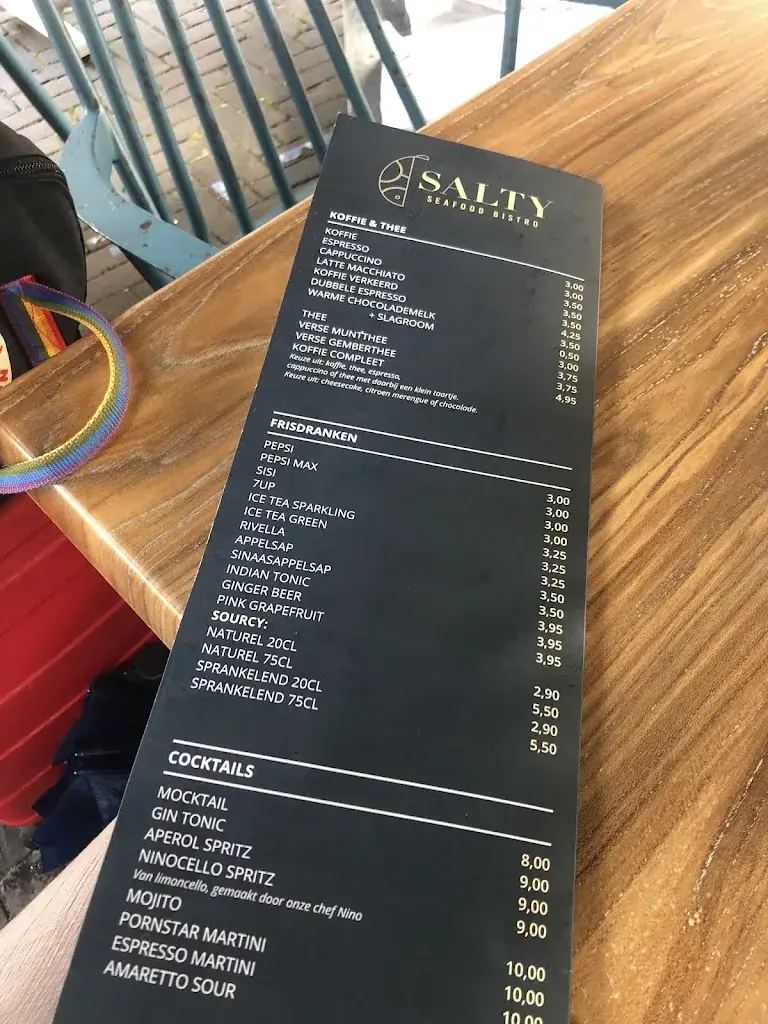 SALTY
SEAFOOD BISTRO
KOFFIE & THEE
KOFFIE 3,00
ESPRESSO 3,00
CAPPUCCINO 3,50
LATTE MACCHIATO 3,50
KOFFIE VERKEERD 3,50
DUBBELE ESPRESSO 4,25
WARME CHOCOLADEMELK 3,50
+ SLAGROOM 0,50
THEE 3,00
VERSE MUNTTHEE 3,75
VERSE GEMBERTHEE 3,75
KOFFIE COMPLEET 4,95
Keuze uit: koffie, thee, espresso,
cappuccino of thee met daarbij een klein taartje.
Keuze uit: cheesecake, citroen merengue of chocolade.
FRISDRANKEN
PEPSI 3,00
PEPSI MAX 3,00
SISI 3,00
7UP 3,00
ICE TEA SPARKLING 3,25
ICE TEA GREEN 3,25
RIVELLA 3,25
APPELSAP 3,50
SINAASAPPELSAP 3,50
INDIAN TONIC 3,95
GINGER BEER 3,95
PINK GRAPEFRUIT 3,95
SOURCY:
NATUREL 20CL 2,90
NATUREL 75CL 5,50
SPRANKELEND 20CL 2,90
SPRANKELEND 75CL 5,50
COCKTAILS
MOCKTAIL 8,00
GIN TONIC 9,00
APEROL SPRITZ 9,00
NINOCELLO SPRITZ 9,00
Van limoncello, gemaakt door onze chef Nino
MOJITO 10,00
PORNSTAR MARTINI 10,00
ESPRESSO MARTINI 10,00
AMARETTO SOUR